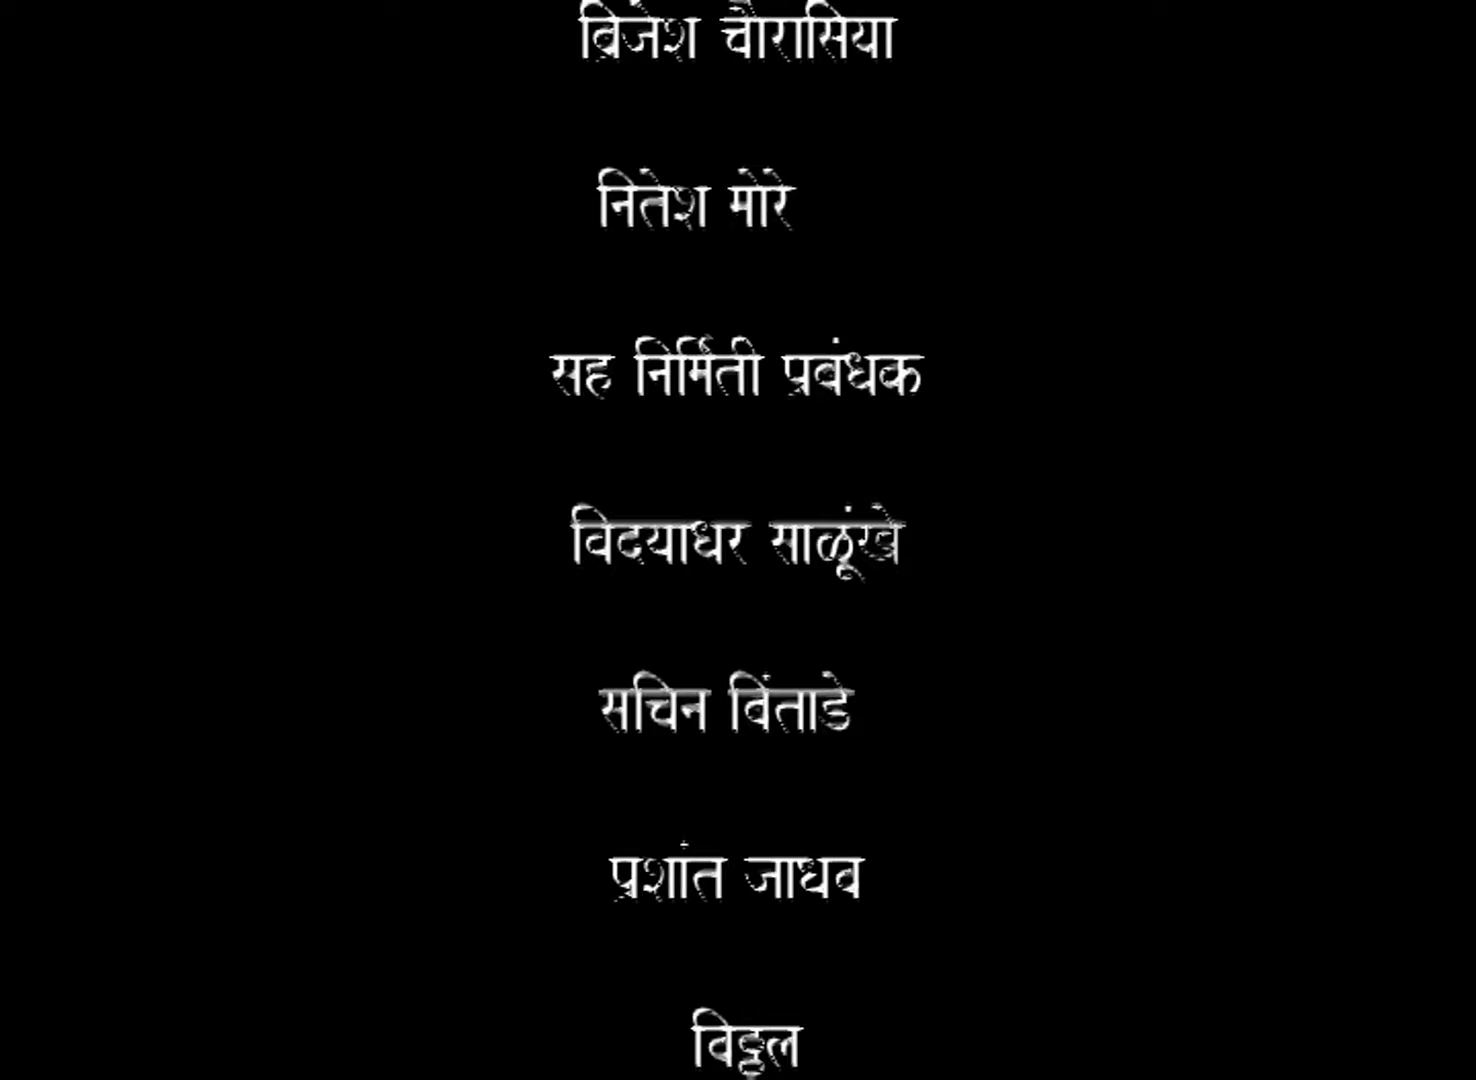 ब्रिजेश चौरासिया
नितेश मोरे
सह निर्मिती प्रबंधक
विदयाधर साळूंखे
सचिन चिंताडे
प्रशांत जाधव
विठ्ठल